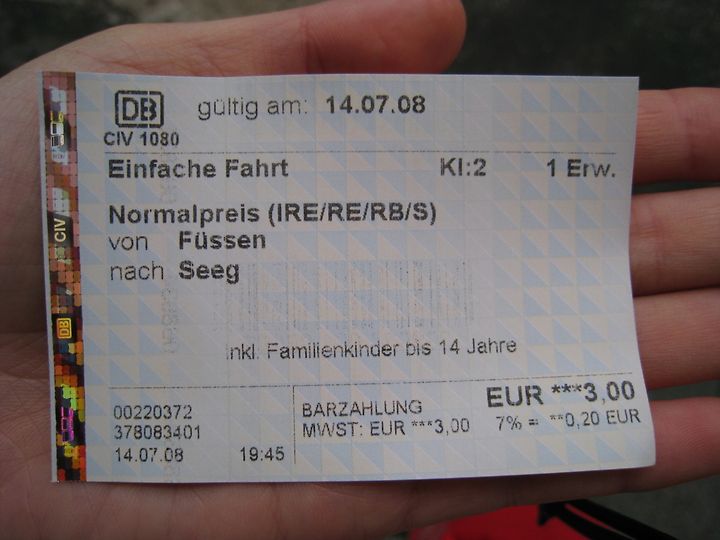 DB gültig am: 14.07.08
CIV 1080
Einfache Fahrt Kl:2 1 Erw.
Normalpreis (IRE/RE/RB/S)
von Füssen
nach Seeg
inkl. Familienkinder bis 14 Jahre
EUR ***3,00
00220372 BARZAHLUNG
378083401 MWST: EUR ***3,00 7% = **0,20 EUR
14.07.08 19:45
CIV
DB